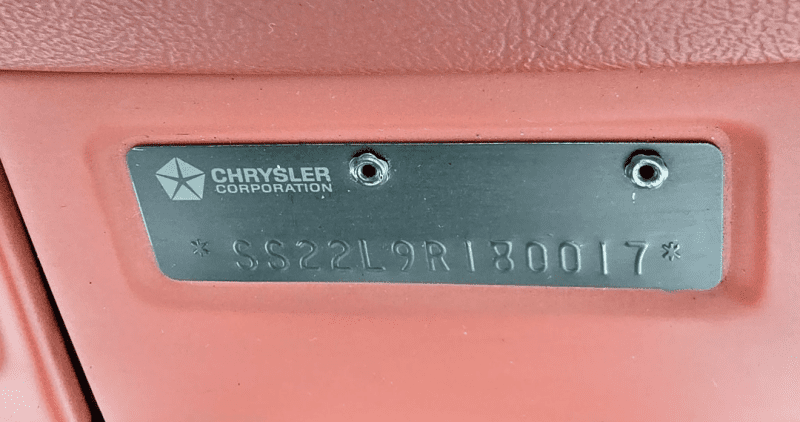 CHRYSLER
CORPORATION
* SS22L9R180017*